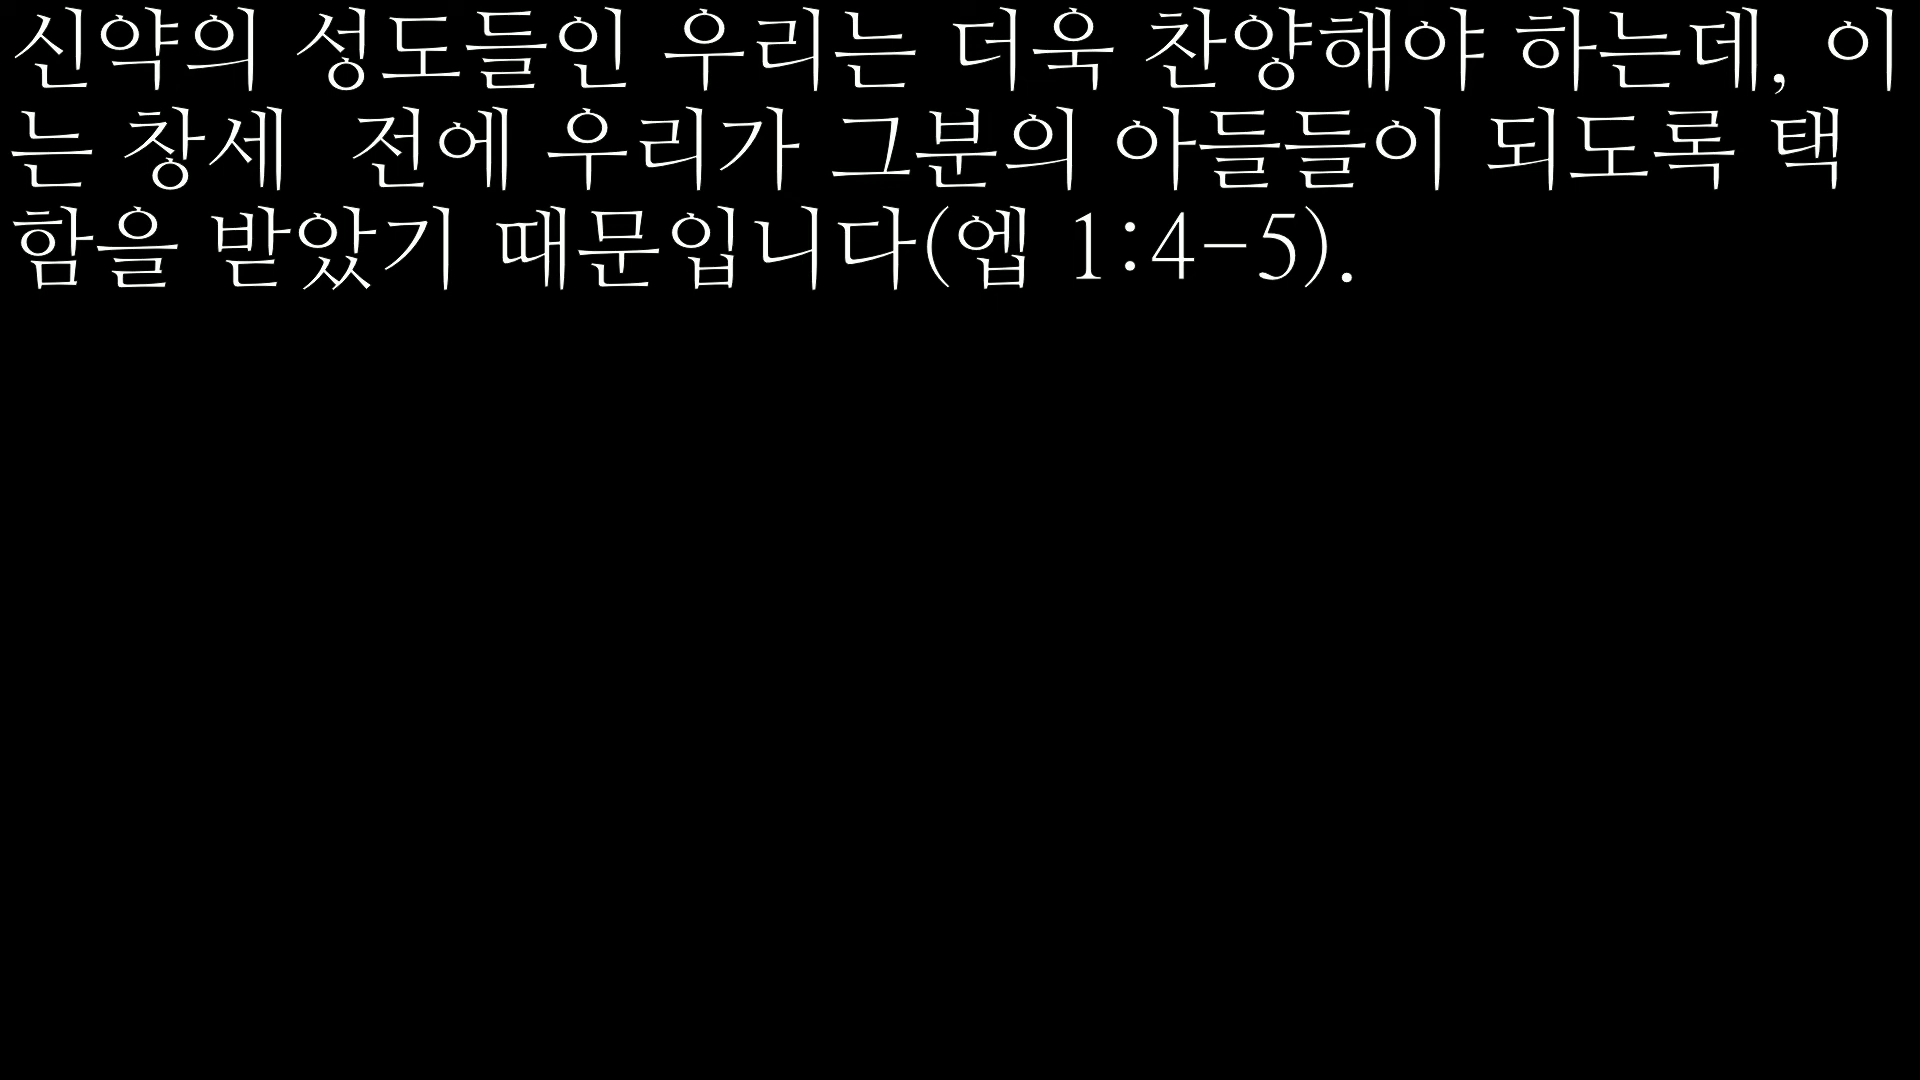 신약의 성도들인 우리는 더욱 찬양해야 하는데, 이
는 창세  전에 우리가 그분의 아들들이 되도록 택
함을 받았기 때문입니다(엡 1:4-5).